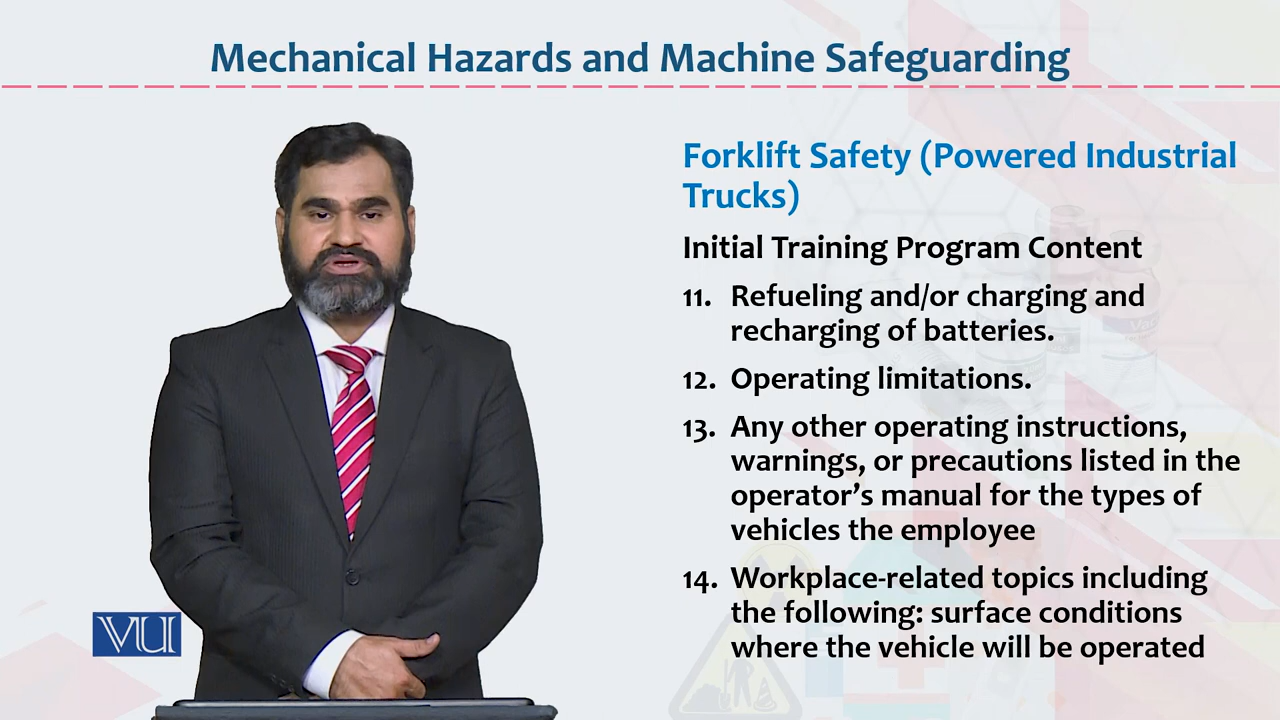 Mechanical Hazards and Machine Safeguarding
Forklift Safety (Powered Industrial
Trucks)
Initial Training Program Content
11. Refueling and/or charging and
recharging of batteries.
12. Operating limitations.
13. Any other operating instructions,
warnings, or precautions listed in the
operator's manual for the types of
vehicles the employee
14. Workplace-related topics including
the following: surface conditions
where the vehicle will be operated
VU